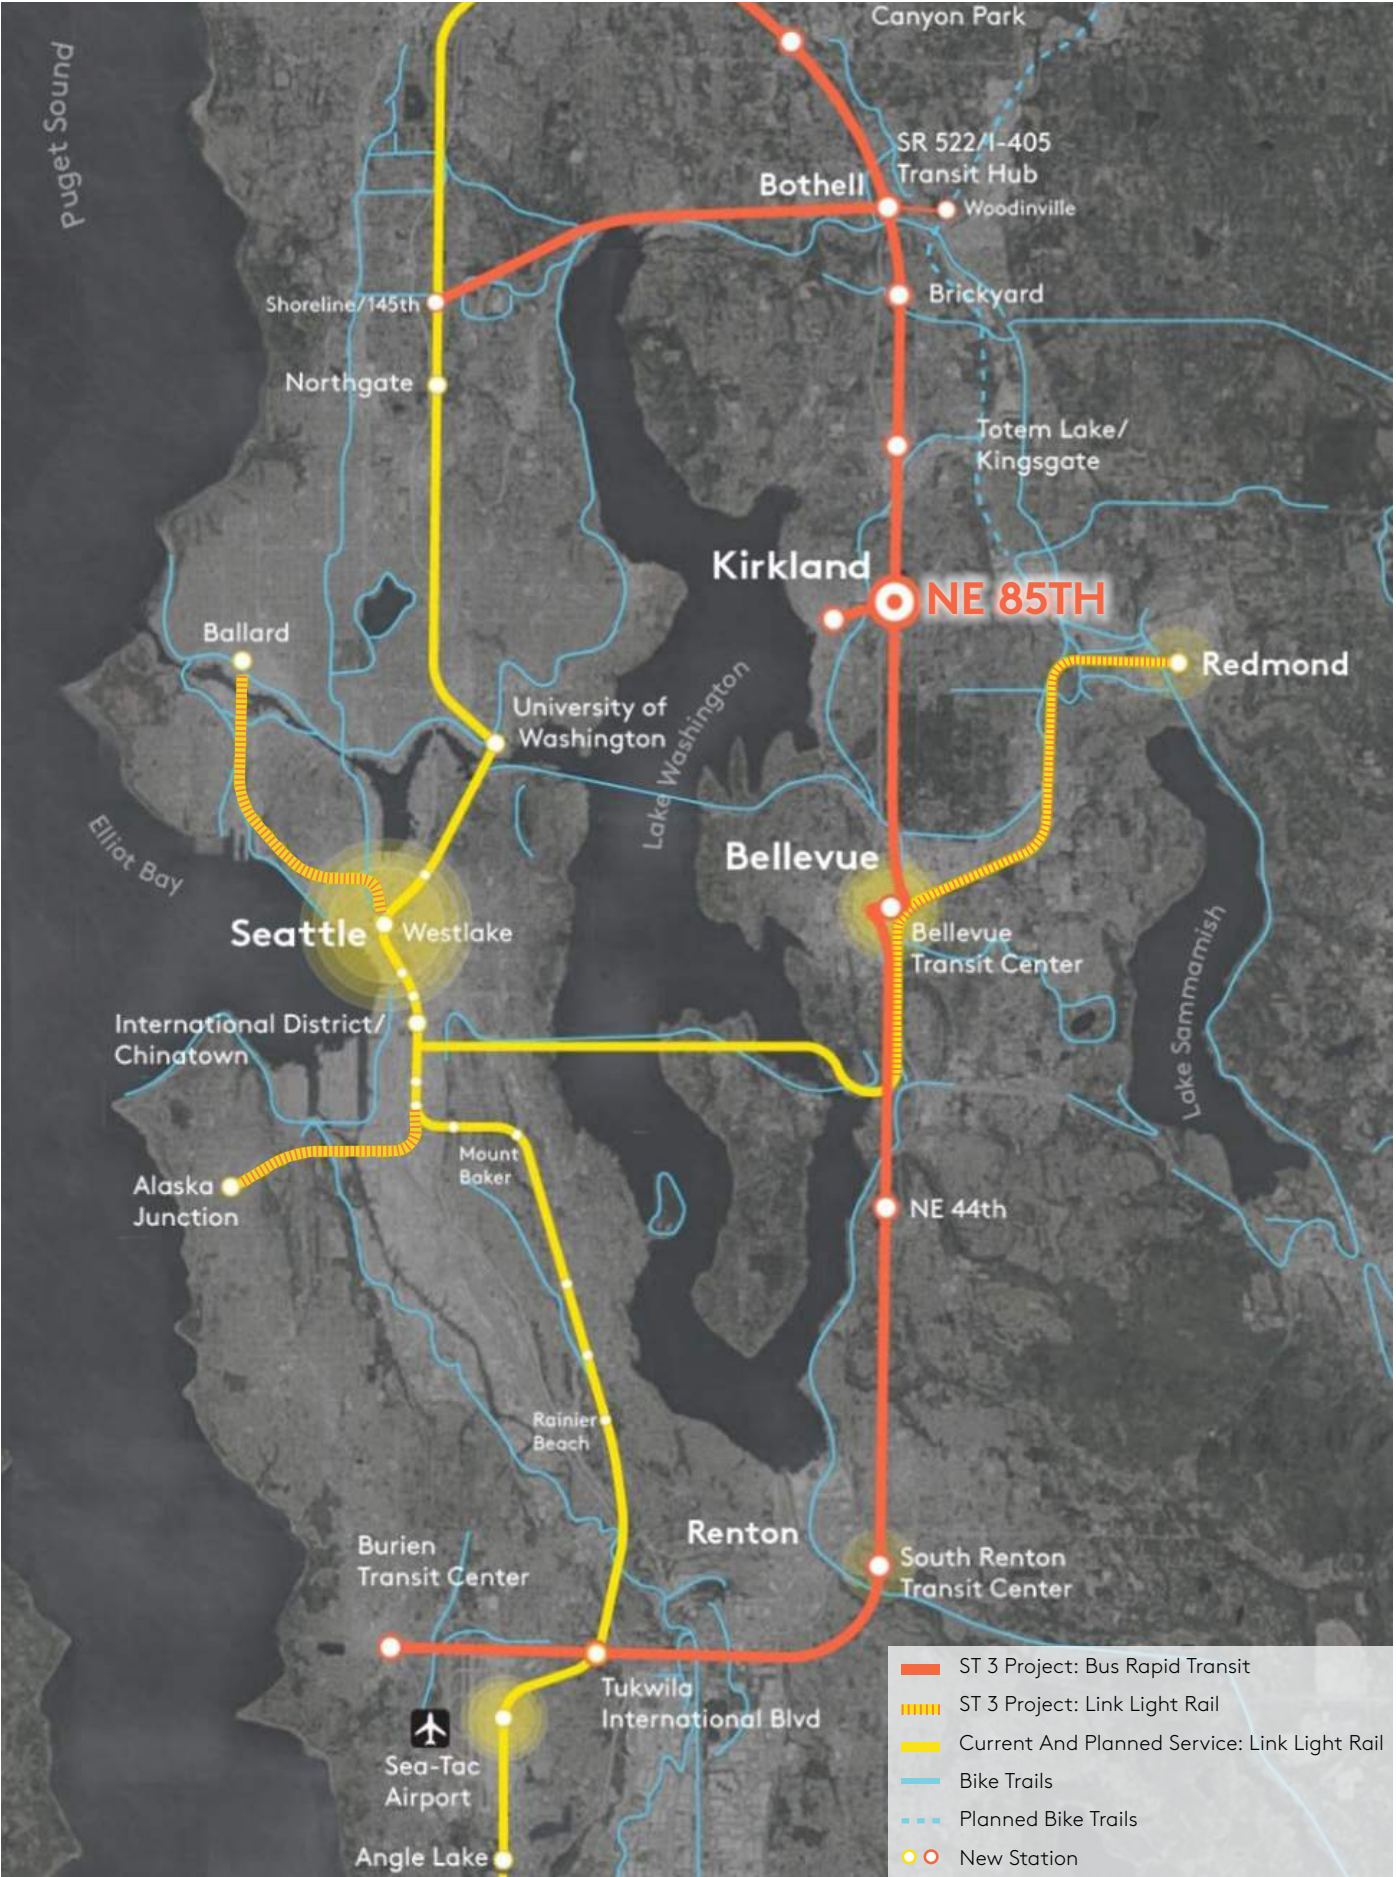 Canyon Park
Puget Sound
SR 522/I-405
Transit Hub
Bothell
Woodinville
Shoreline/145th
Brickyard
Northgate
Totem Lake/
Kingsgate
Kirkland
NE 85TH
Ballard
Redmond
University of
Washington
Lake Washington
Elliot Bay
Bellevue
Seattle
Westlake
Bellevue
Transit Center
Lake Sammamish
International District/
Chinatown
Mount
Baker
Alaska
Junction
NE 44th
Rainier
Beach
Renton
Burien
Transit Center
South Renton
Transit Center
Tukwila
International Blvd
Sea-Tac
Airport
Angle Lake
ST 3 Project: Bus Rapid Transit
ST 3 Project: Link Light Rail
Current And Planned Service: Link Light Rail
Bike Trails
Planned Bike Trails
New Station